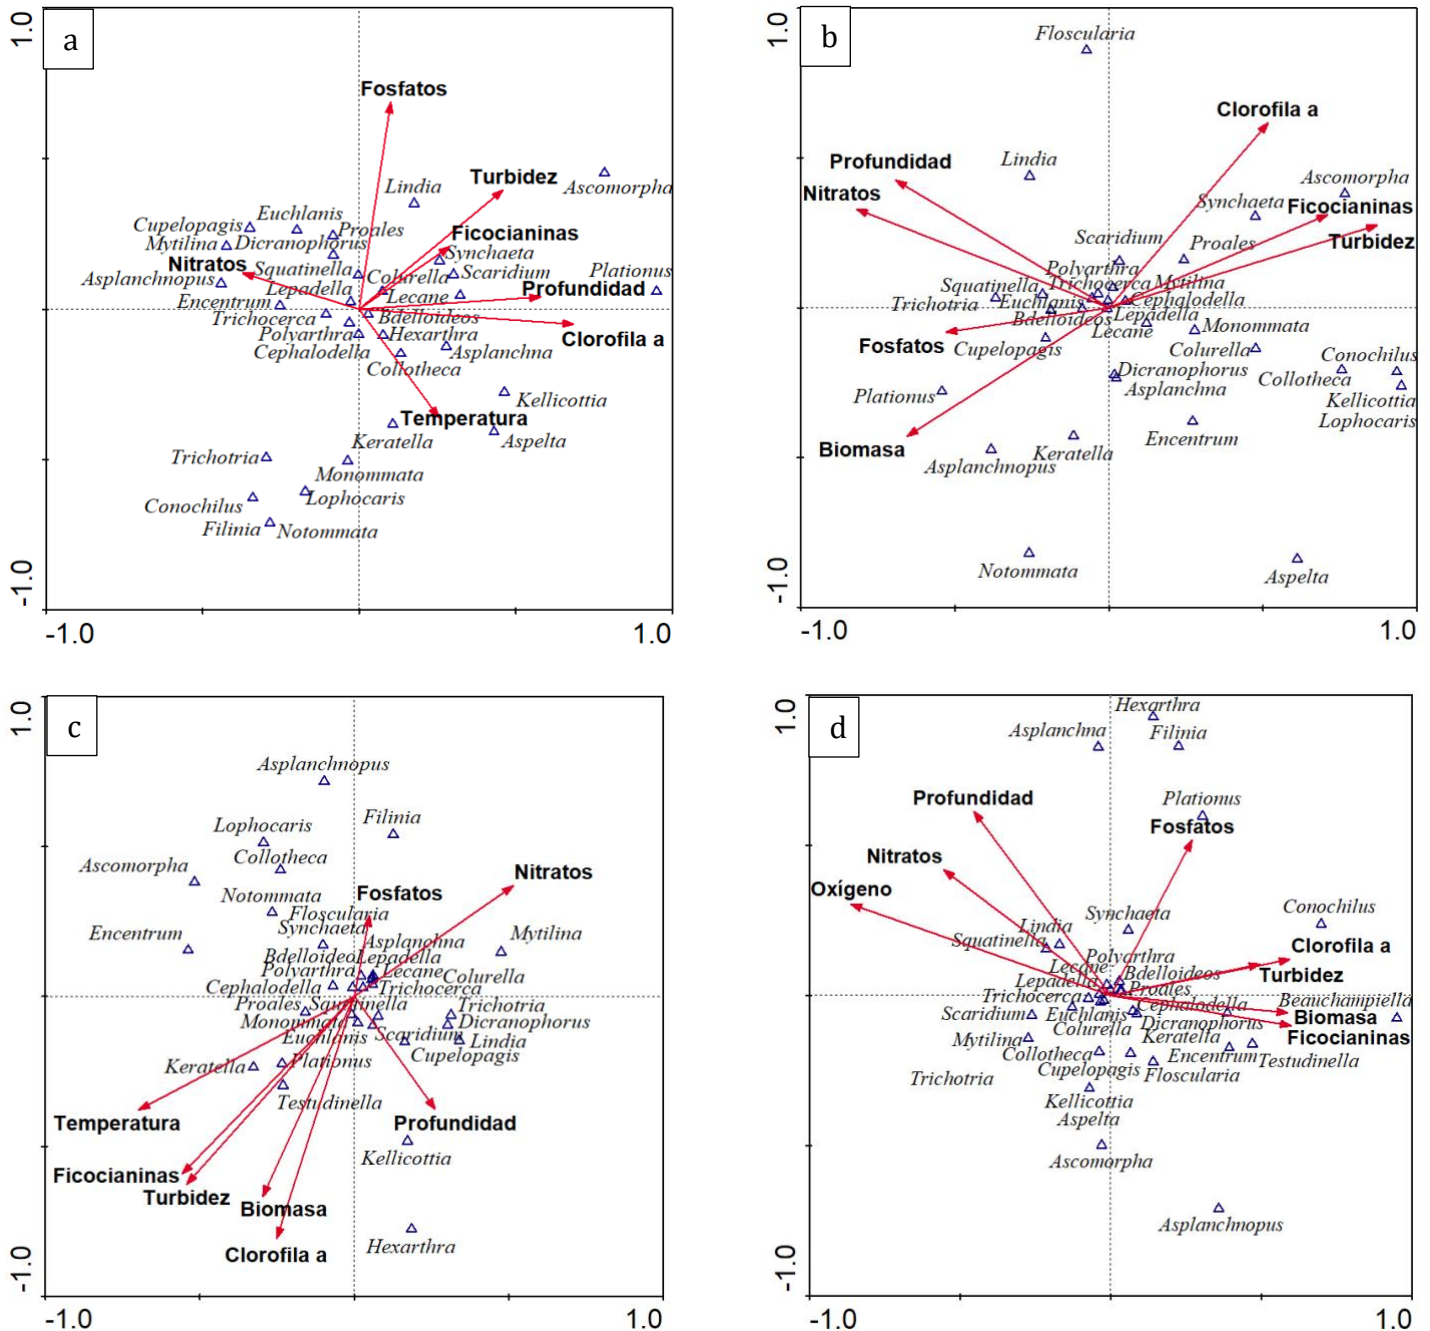 a
1.0
Fosfatos
Turbidez
Lindia
Ascomorpha
Euchlanis
Cupelopagis
Proales
Ficocianinas
Mytilina
Dicranophorus
Synchaeta
Nitratos
Squatinella
Colurella
Scaridium
Plationus
Asplanchnopus
Lepadella
Lecane
Profundidad
Encentrum
Trichocerca
Bdelloideos
Polyarthra
Hexarthra
Clorofila a
Cephalodella
Asplanchna
Collotheca
Kellicottia
Temperatura
Keratella
Aspelta
Trichotria
Monommata
Lophocaris
Conochilus
Filinia
Notommata
-1.0
-1.0
1.0
b
1.0
Floscularia
Clorofila a
Profundidad
Lindia
Nitratos
Ascomorpha
Synchaeta
Ficocianinas
Scaridium
Proales
Turbidez
Polyarthra
Squatinella
Trichocerca
Mytilina
Trichotria
Euchlanis
Cephalodella
Bdelloideos
Lepadella
Lecane
Monommata
Fosfatos
Cupelopagis
Colurella
Conochilus
Dicranophorus
Collotheca
Plationus
Asplanchna
Kellicottia
Lophocaris
Encentrum
Biomasa
Keratella
Asplanchnopus
Notommata
Aspelta
-1.0
-1.0
1.0
c
1.0
Asplanchnopus
Filinia
Lophocaris
Collotheca
Ascomorpha
Nitratos
Notommata
Fosfatos
Floscularia
Synchaeta
Encentrum
Mytilina
Asplanchna
Bdelloideo
Lepadella
Polyarthra
Lecane
Colurella
Cephalodella
Trichocerca
Proales
Squatinella
Trichotria
Monommata
Dicranophorus
Euchlanis
Scaridium
Lindia
Cupelopagis
Keratella
Plationus
Testudinella
Temperatura
Profundidad
Kellicottia
Ficocianinas
Turbidez
Biomasa
Hexarthra
Clorofila a
-1.0
-1.0
1.0
d
1.0
Hexarthra
Asplanchna
Filinia
Profundidad
Plationus
Fosfatos
Nitratos
Oxígeno
Synchaeta
Conochilus
Lindia
Squatinella
Clorofila a
Polyarthra
Lecane
Bdelloideos
Turbidez
Lepadella
Proales
Trichocerca
Cephalodella
Beauchampiella
Scaridium
Euchlanis
Biomasa
Colurella
Dicranophorus
Mytilina
Keratella
Ficocianinas
Collotheca
Encentrum
Testudinella
Cupelopagis
Floscularia
Trichotria
Kellicottia
Aspelta
Ascomorpha
Asplanchnopus
-1.0
-1.0
1.0